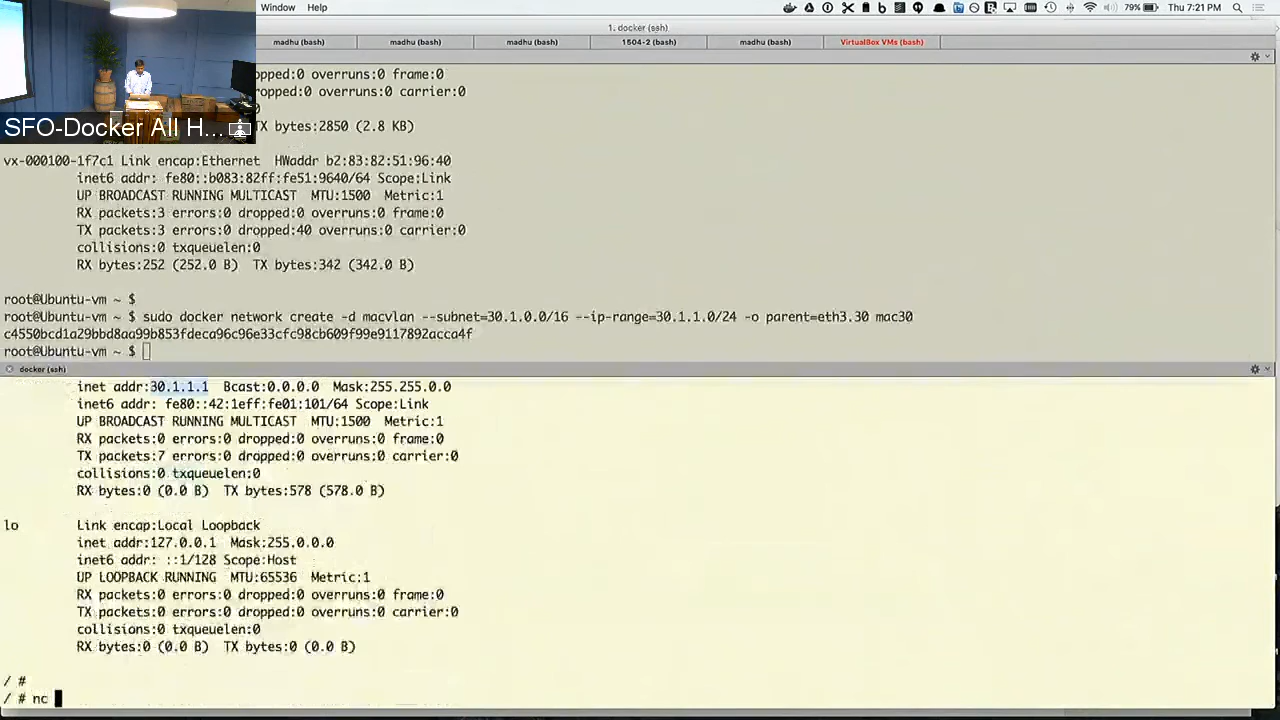 Window Help
79% Thu 7:21 PM
1. docker (ssh)
madhu (bash) madhu (bash) madhu (bash) 1504-2 (bash) madhu (bash) VirtualBox VMs (bash)
SFO-Docker All H...
opped:0 overruns:0 frame:0
opped:0 overruns:0 carrier:0
0
TX bytes:2850 (2.8 KB)
vx-000100-1f7c1 Link encap:Ethernet HWaddr b2:83:82:51:96:40
inet6 addr: fe80::b083:82ff:fe51:9640/64 Scope:Link
UP BROADCAST RUNNING MULTICAST MTU:1500 Metric:1
RX packets:3 errors:0 dropped:0 overruns:0 frame:0
TX packets:3 errors:0 dropped:40 overruns:0 carrier:0
collisions:0 txqueuelen:0
RX bytes:252 (252.0 B) TX bytes:342 (342.0 B)
root@Ubuntu-vm ~ $
root@Ubuntu-vm ~ $ sudo docker network create -d macvlan --subnet=30.1.0.0/16 --ip-range=30.1.1.0/24 -o parent=eth3.30 mac30
c4550bcd1a29bbd8aa99b853fdeca96c96e33cfc98cb609f99e9117892acca4f
root@Ubuntu-vm ~ $
docker (ssh)
inet addr:30.1.1.1 Bcast:0.0.0.0 Mask:255.255.0.0
inet6 addr: fe80::42:1eff:fe01:101/64 Scope:Link
UP BROADCAST RUNNING MULTICAST MTU:1500 Metric:1
RX packets:0 errors:0 dropped:0 overruns:0 frame:0
TX packets:7 errors:0 dropped:0 overruns:0 carrier:0
collisions:0 txqueuelen:0
RX bytes:0 (0.0 B) TX bytes:578 (578.0 B)
lo Link encap:Local Loopback
inet addr:127.0.0.1 Mask:255.0.0.0
inet6 addr: ::1/128 Scope:Host
UP LOOPBACK RUNNING MTU:65536 Metric:1
RX packets:0 errors:0 dropped:0 overruns:0 frame:0
TX packets:0 errors:0 dropped:0 overruns:0 carrier:0
collisions:0 txqueuelen:0
RX bytes:0 (0.0 B) TX bytes:0 (0.0 B)
/ #
/ # nc